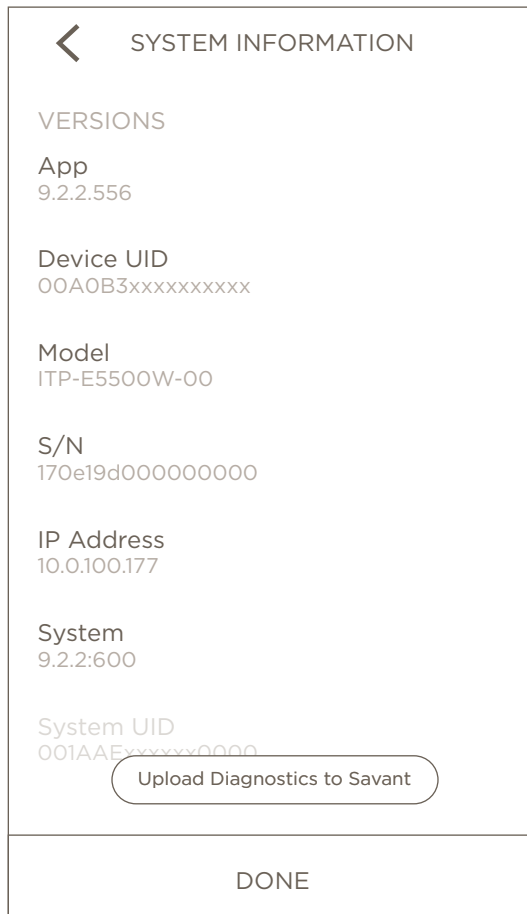 SYSTEM INFORMATION
VERSIONS
App
9.2.2.556
Device UID
00A0B3xxxxxxxxxx
Model
ITP-E5500W-00
S/N
170e19d000000000
IP Address
10.0.100.177
System
9.2.2:600
System UID
001AAExxxxxx0000
Upload Diagnostics to Savant
DONE